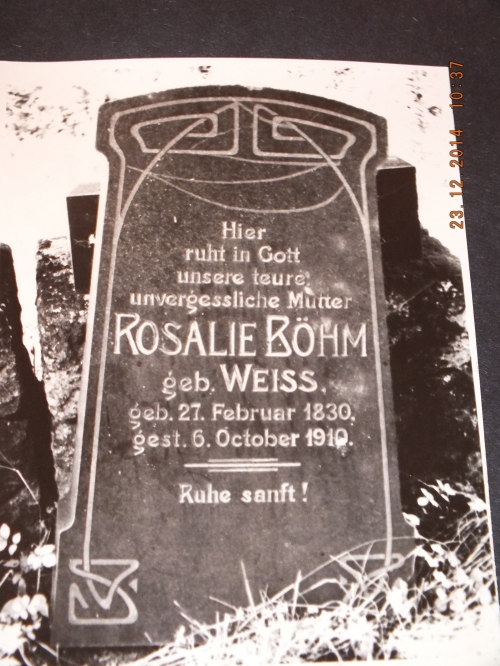 Hier
ruht in Gott
unsere teure,
unvergessliche Mutter
ROSALIE BÖHM
geb. WEISS.
geb. 27. Februar 1830,
gest. 6. October 1910.
Ruhe sanft!
23.12.2014 10:37